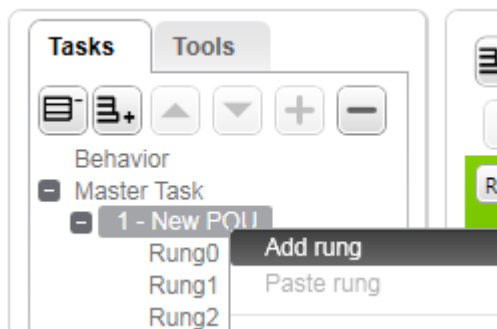 Tasks
Tools
Behavior
Master Task
1 - New POU
Rung0
Rung1
Rung2
Add rung
Paste rung
R